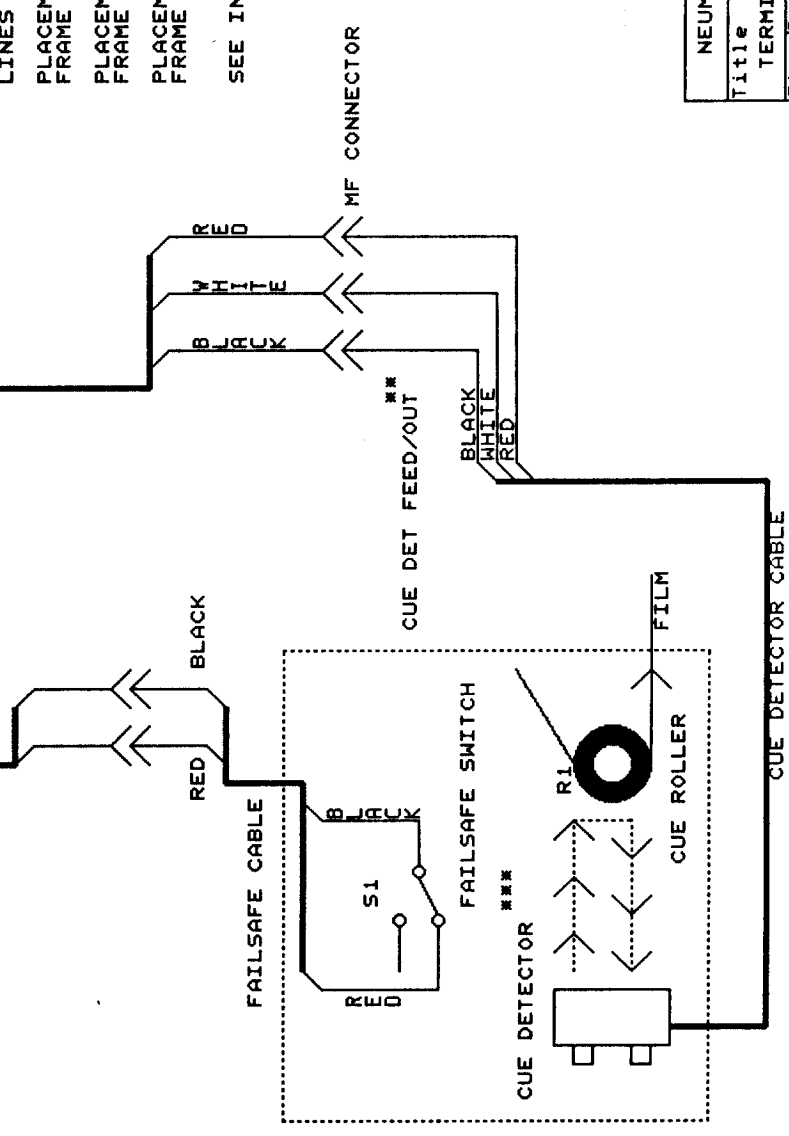 LINES
PLACEM
FRAME
PLACEM
FRAME
PLACEM
FRAME
SEE IN
NEUM
Title
TERMI
MF CONNECTOR
RED
WHITE
BLACK
**
CUE DET FEED/OUT
BLACK
WHITE
RED
BLACK
RED
FAILSAFE CABLE
BLACK
S1
RED
FAILSAFE SWITCH
***
CUE DETECTOR
R1
FILM
CUE ROLLER
CUE DETECTOR CABLE